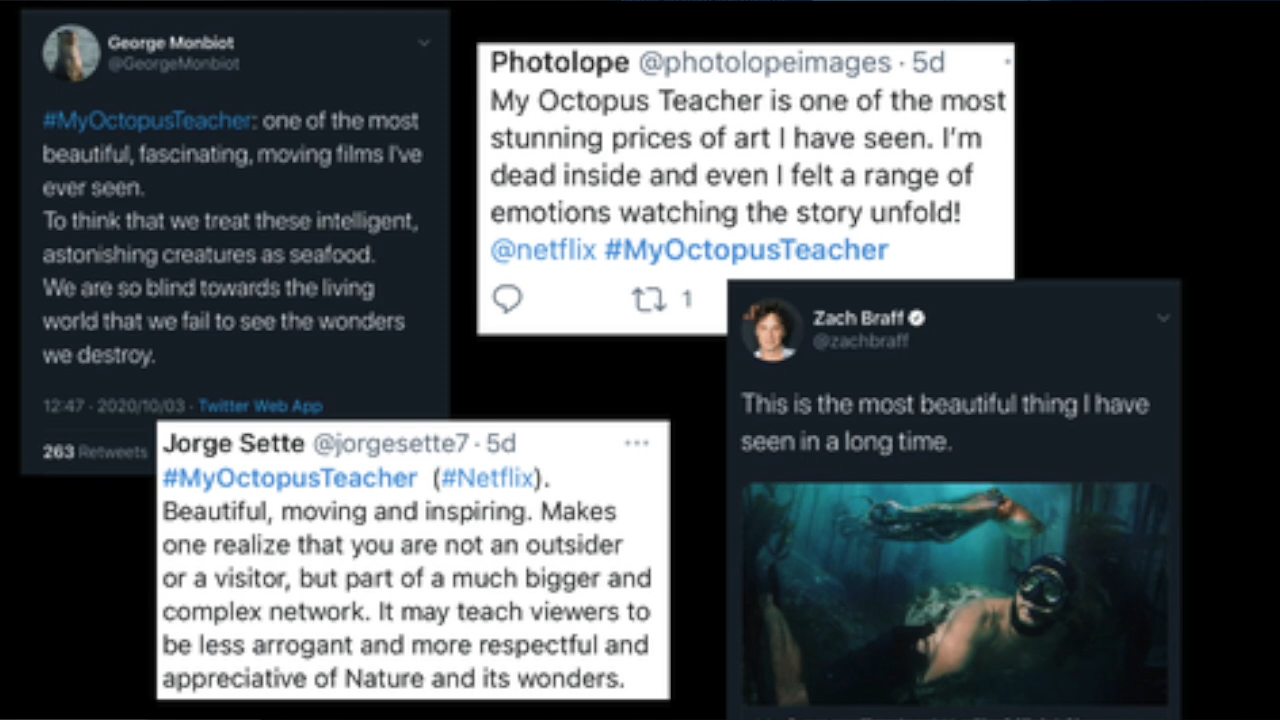 George Monbiot
@GeorgeMonbiot
#MyOctopusTeacher: one of the most
beautiful, fascinating, moving films I've
ever seen.
To think that we treat these intelligent,
astonishing creatures as seafood.
We are so blind towards the living
world that we fail to see the wonders
we destroy.
12:47 · 2020/10/03 · Twitter Web App
263 Retweets
Photolope @photolopeimages · 5d
My Octopus Teacher is one of the most
stunning prices of art I have seen. I'm
dead inside and even I felt a range of
emotions watching the story unfold!
@netflix #MyOctopusTeacher
1
Jorge Sette @jorgesette7 · 5d
#MyOctopusTeacher (#Netflix).
Beautiful, moving and inspiring. Makes
one realize that you are not an outsider
or a visitor, but part of a much bigger and
complex network. It may teach viewers to
be less arrogant and more respectful and
appreciative of Nature and its wonders.
Zach Braff
@zachbraff
This is the most beautiful thing I have
seen in a long time.